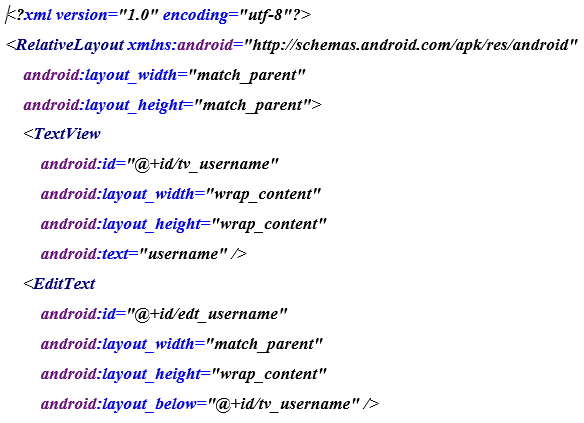 <?xml version="1.0" encoding="utf-8"?>
<RelativeLayout xmlns:android="http://schemas.android.com/apk/res/android"
android:layout_width="match_parent"
android:layout_height="match_parent">
<TextView
android:id="@+id/tv_username"
android:layout_width="wrap_content"
android:layout_height="wrap_content"
android:text="username" />
<EditText
android:id="@+id/edt_username"
android:layout_width="match_parent"
android:layout_height="wrap_content"
android:layout_below="@+id/tv_username" />